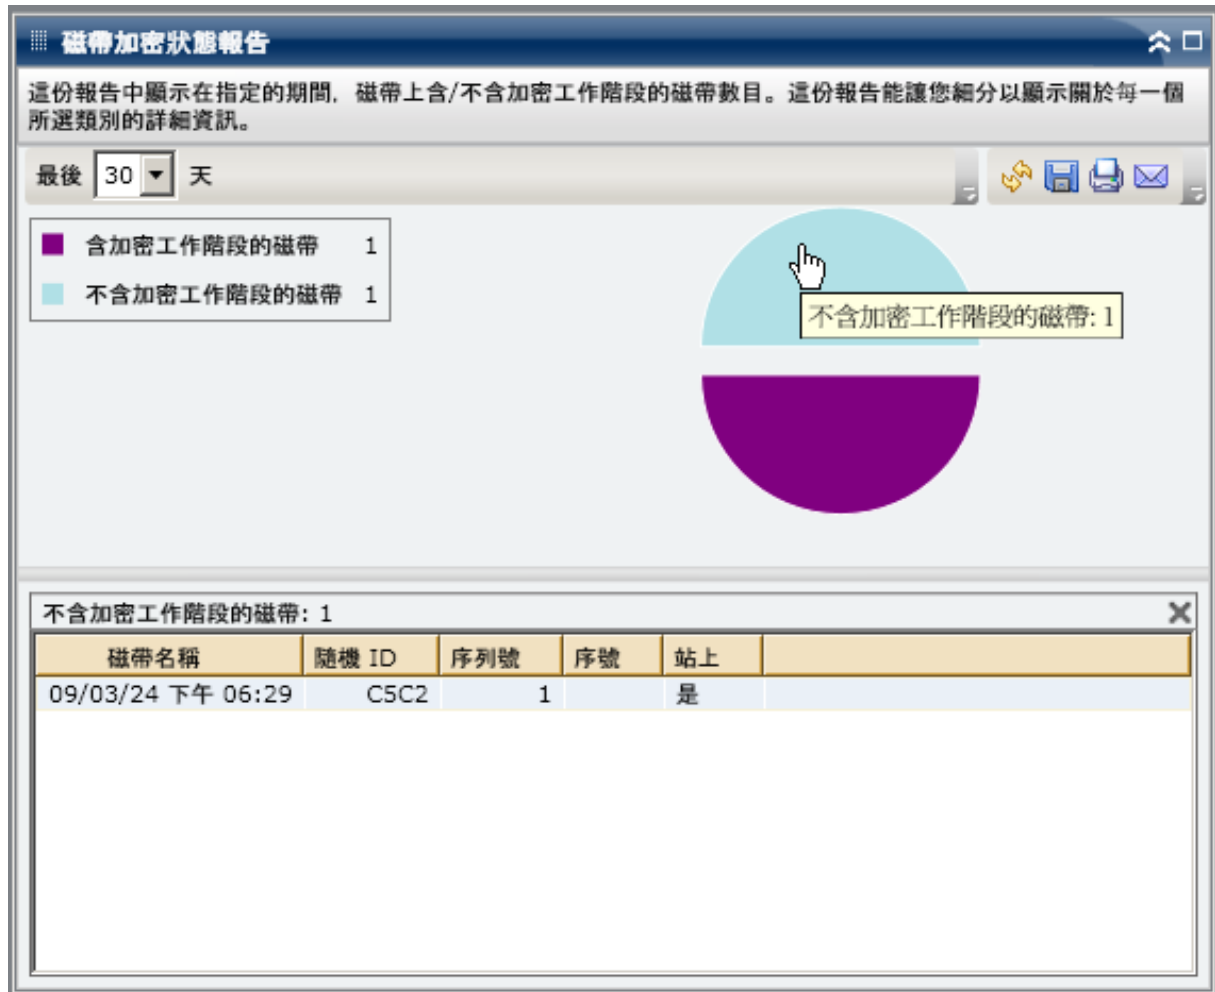 磁帶加密狀態報告
這份報告中顯示在指定的期間，磁帶上含/不含加密工作階段的磁帶數目。這份報告能讓您細分以顯示關於每一個
所選類別的詳細資訊。
最後 30 天
含加密工作階段的磁帶 1
不含加密工作階段的磁帶 1
不含加密工作階段的磁帶: 1
不含加密工作階段的磁帶: 1
磁帶名稱 隨機 ID 序列號 序號 站上
09/03/24 下午 06:29 C5C2 1 是